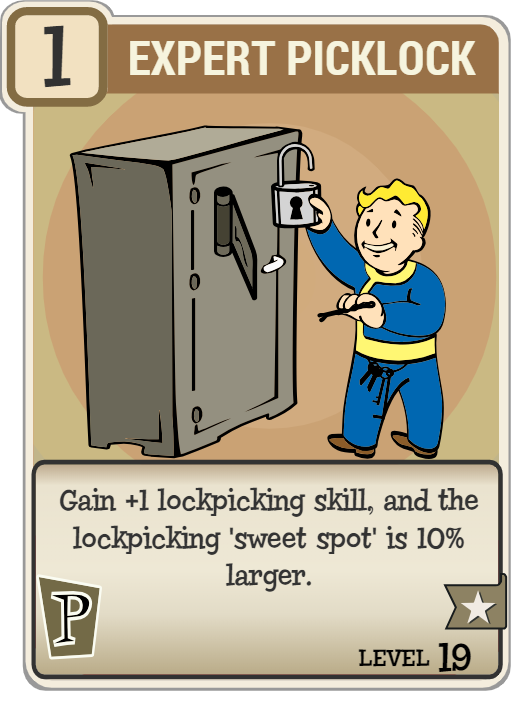 1
EXPERT PICKLOCK
Gain +1 lockpicking skill, and the
lockpicking 'sweet spot' is 10%
larger.
P
LEVEL 19